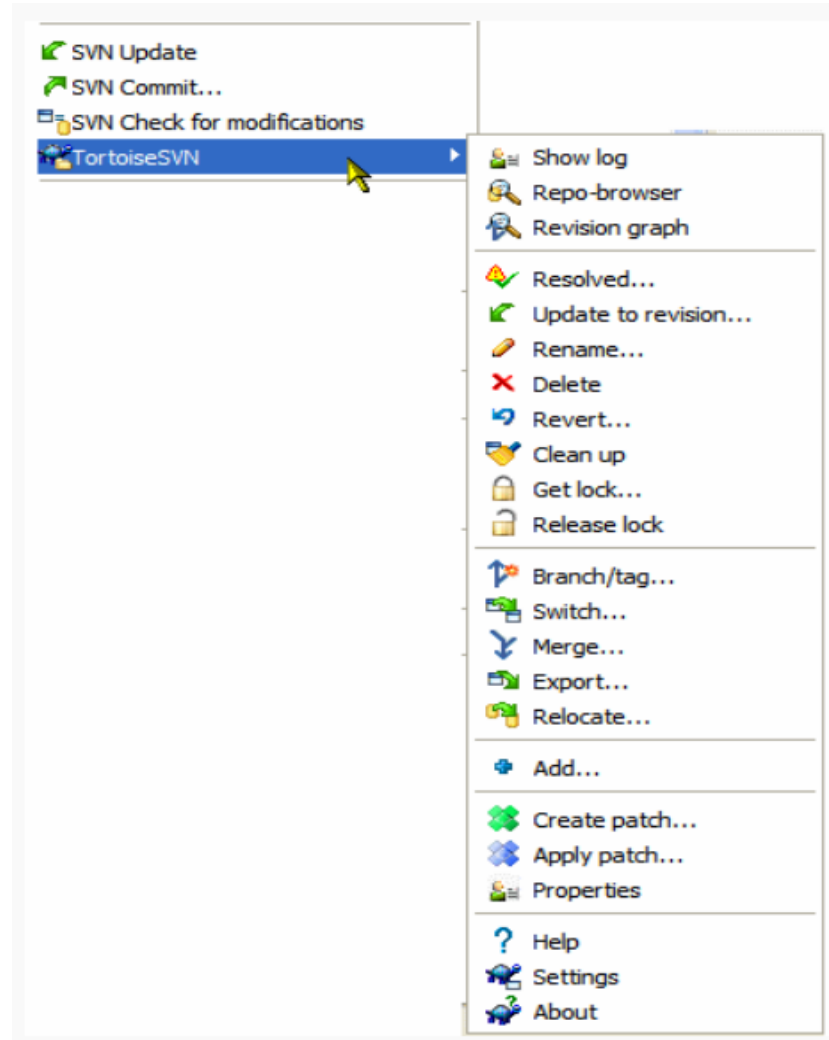 SVN Update
SVN Commit...
SVN Check for modifications
TortoiseSVN
Show log
Repo-browser
Revision graph
Resolved...
Update to revision...
Rename...
Delete
Revert...
Clean up
Get lock...
Release lock
Branch/tag...
Switch...
Merge...
Export...
Relocate...
Add...
Create patch...
Apply patch...
Properties
Help
Settings
About